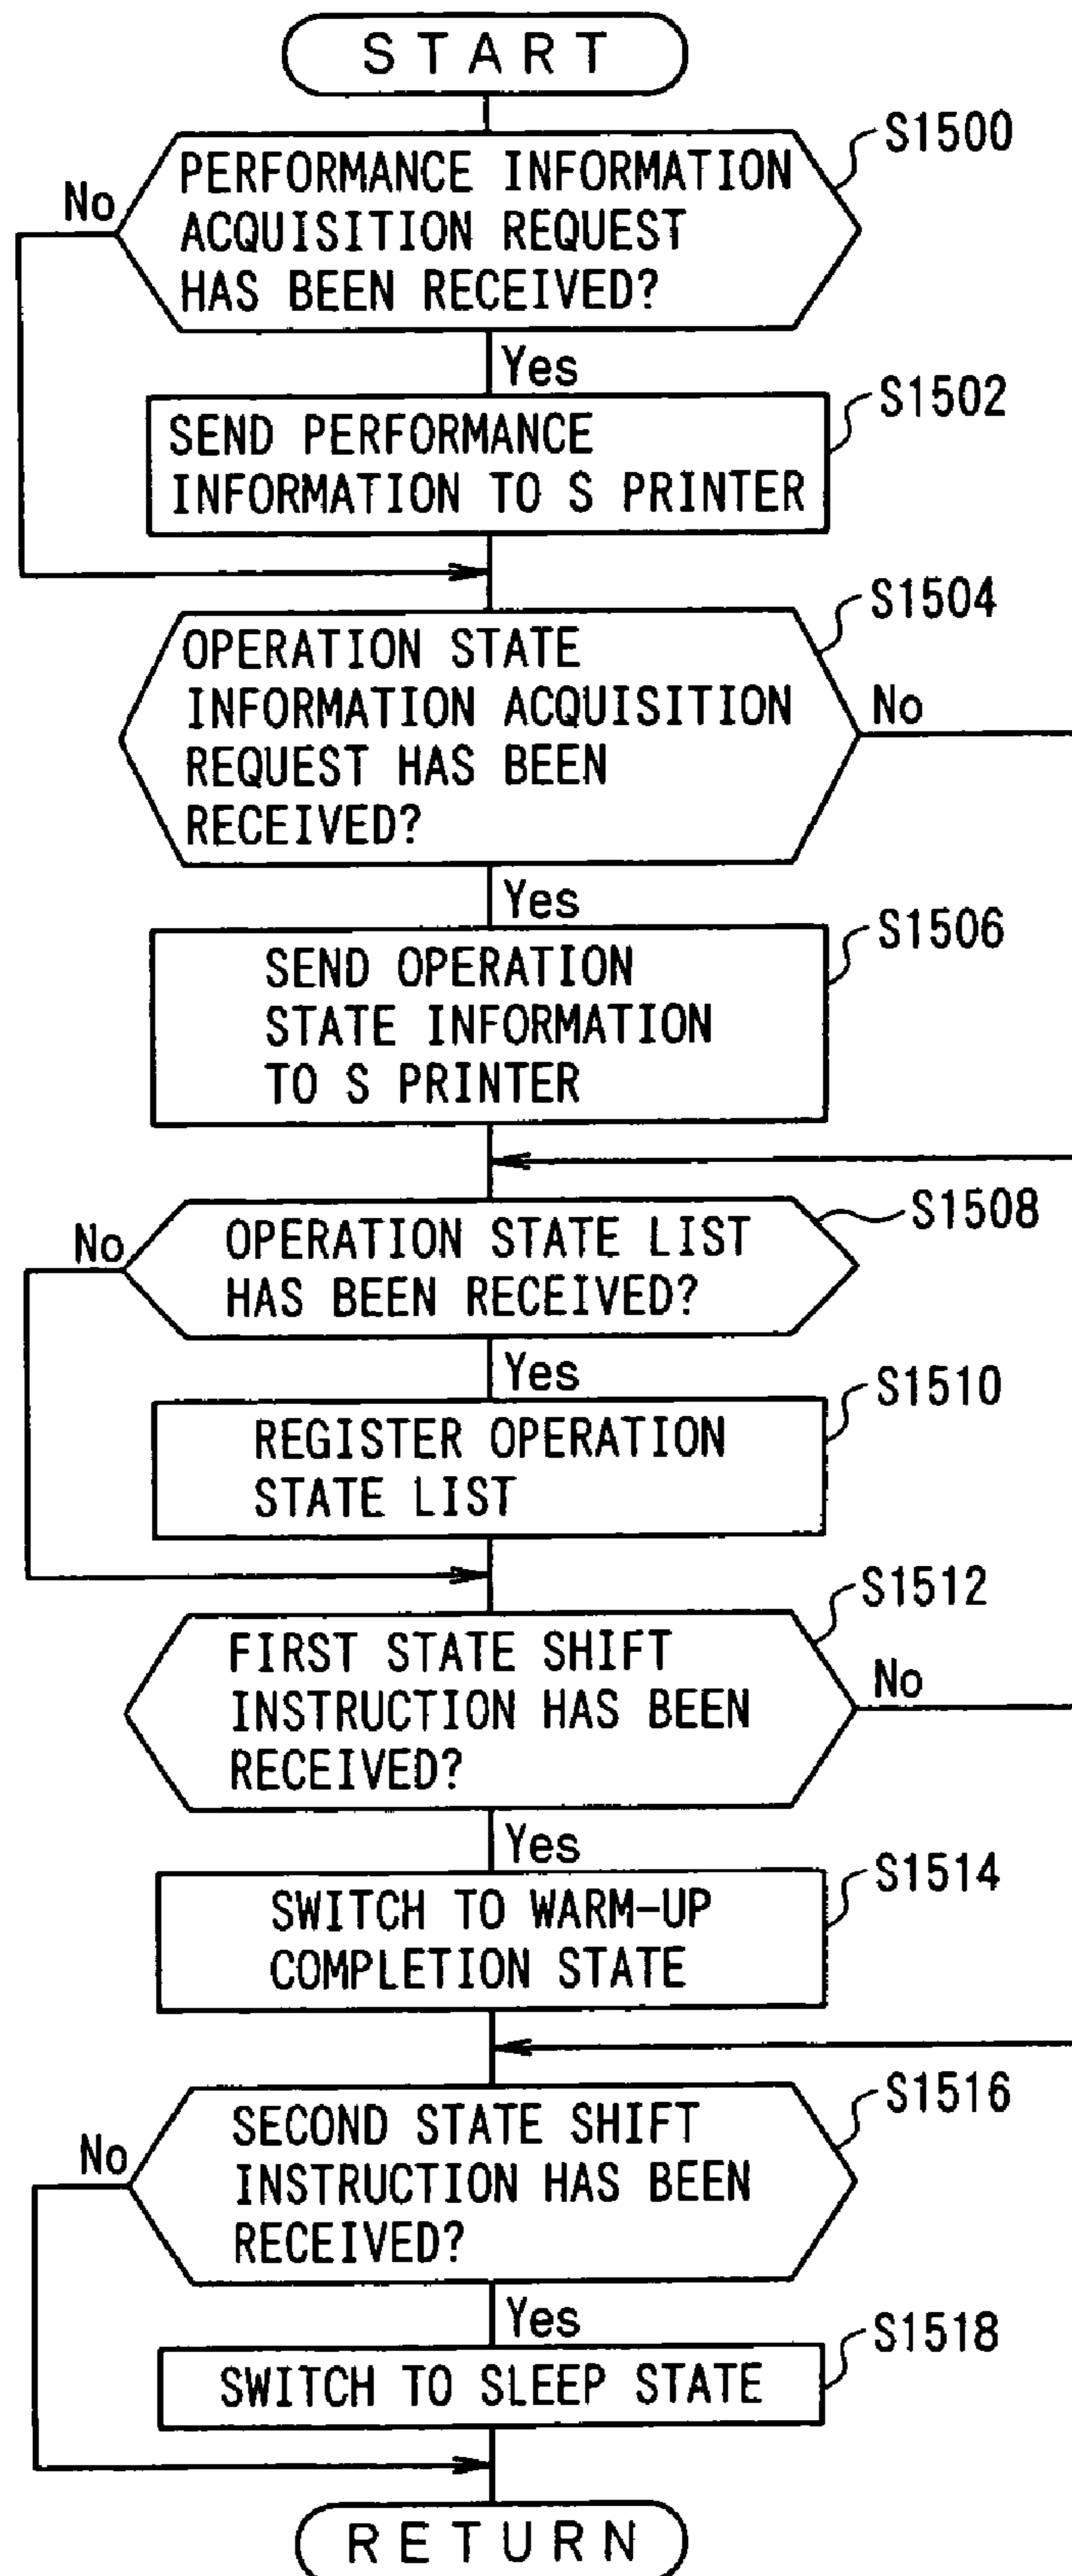 START
S1500
PERFORMANCE INFORMATION
ACQUISITION REQUEST
HAS BEEN RECEIVED?
No
Yes
S1502
SEND PERFORMANCE
INFORMATION TO S PRINTER
S1504
OPERATION STATE
INFORMATION ACQUISITION
REQUEST HAS BEEN
RECEIVED?
No
Yes
S1506
SEND OPERATION
STATE INFORMATION
TO S PRINTER
S1508
OPERATION STATE LIST
HAS BEEN RECEIVED?
No
Yes
S1510
REGISTER OPERATION
STATE LIST
S1512
FIRST STATE SHIFT
INSTRUCTION HAS BEEN
RECEIVED?
No
Yes
S1514
SWITCH TO WARM-UP
COMPLETION STATE
S1516
SECOND STATE SHIFT
INSTRUCTION HAS BEEN
RECEIVED?
No
Yes
S1518
SWITCH TO SLEEP STATE
RETURN